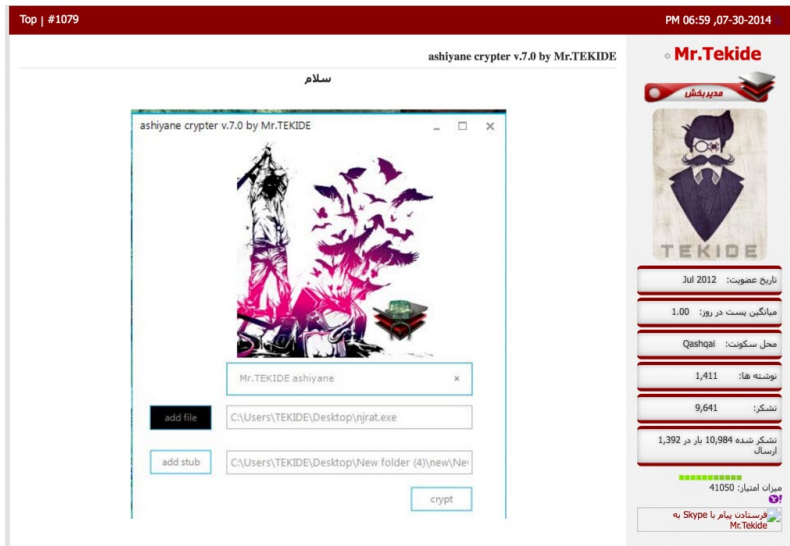 Top | #1079
PM 06:59 ,07-30-2014
Mr.Tekide
مدیر بخش
TEKIDE
تاریخ عضویت: Jul 2012
میانگین پست در روز: 1.00
محل سکونت: Qashqai
نوشته ها: 1,411
تشکر: 9,641
تشکر شده 10,984 بار در 1,392
ارسال
میزان امتیاز: 41050
فرستادن پیام با Skype به
Mr.Tekide
ashiyane crypter v.7.0 by Mr.TEKIDE
سلام
ashiyane crypter v.7.0 by Mr.TEKIDE
Mr.TEKIDE ashiyane
add file
C:\Users\TEKIDE\Desktop\njrat.exe
add stub
C:\Users\TEKIDE\Desktop\New folder (4)\new\Nev
crypt